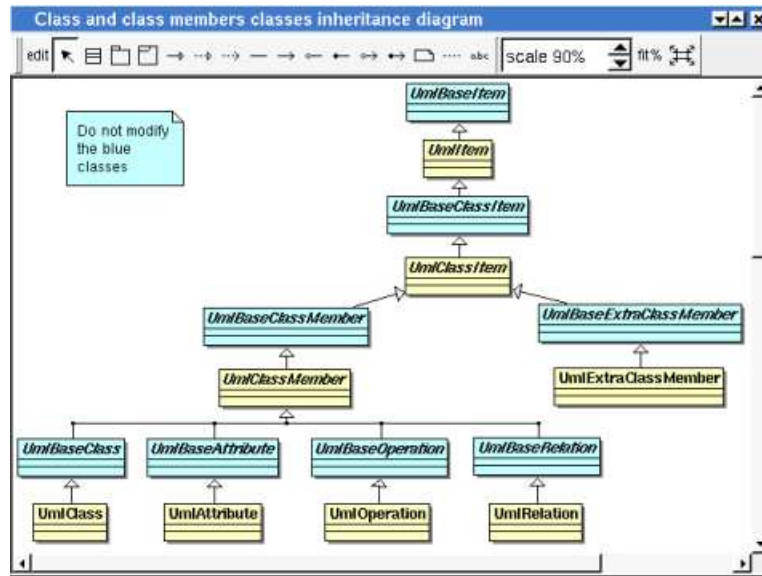 Class and class members classes inheritance diagram
edit
abc
scale 90%
fit%
UmlBaseItem
Do not modify
the blue
classes
UmlItem
UmlBaseClassItem
UmlClassItem
UmlBaseClassMember
UmlBaseExtraClassMember
UmlClassMember
UmlExtraClassMember
UmlBaseClass
UmlBaseAttribute
UmlBaseOperation
UmlBaseRelation
UmlClass
UmlAttribute
UmlOperation
UmlRelation